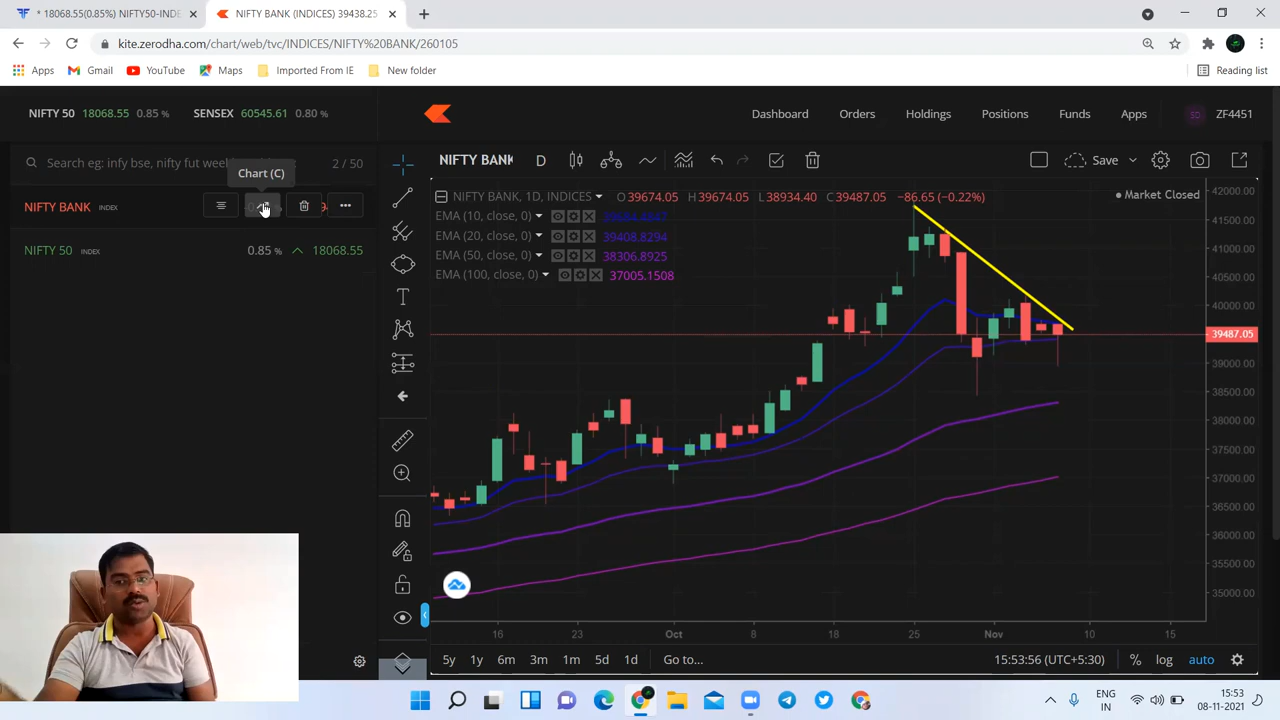 * 18068.55(0.85%) NIFTY50-INDE
NIFTY BANK (INDICES) 39438.25
kite.zerodha.com/chart/web/tvc/INDICES/NIFTY%20BANK/260105
Apps Gmail YouTube Maps Imported From IE New folder Reading list
NIFTY 50 18068.55 0.85 % SENSEX 60545.61 0.80 %
Dashboard Orders Holdings Positions Funds Apps ZF4451
Search eg: infy bse, nifty fut weekly 2 / 50
Chart (C)
NIFTY BANK INDEX
NIFTY 50 INDEX 0.85 % 18068.55
NIFTY BANK D Save
NIFTY BANK, 1D, INDICES O39674.05 H39674.05 L38934.40 −86.65 (−0.22%)
Market Closed
EMA (10, close, 0)
EMA (20, close, 0) 39408.8294
EMA (50, close, 0) 38306.8925
EMA (100, close, 0) 37005.1508
42000.00
41500.00
41000.00
40500.00
40000.00
39487.05
39000.00
38500.00
38000.00
37500.00
37000.00
36500.00
36000.00
35500.00
35000.00
16 23 Oct 8 18 25 Nov 10 15
5y 1y 6m 3m 1m 5d 1d Go to... 15:53:56 (UTC+5:30) % log auto
ENG
IN
15:53
08-11-2021